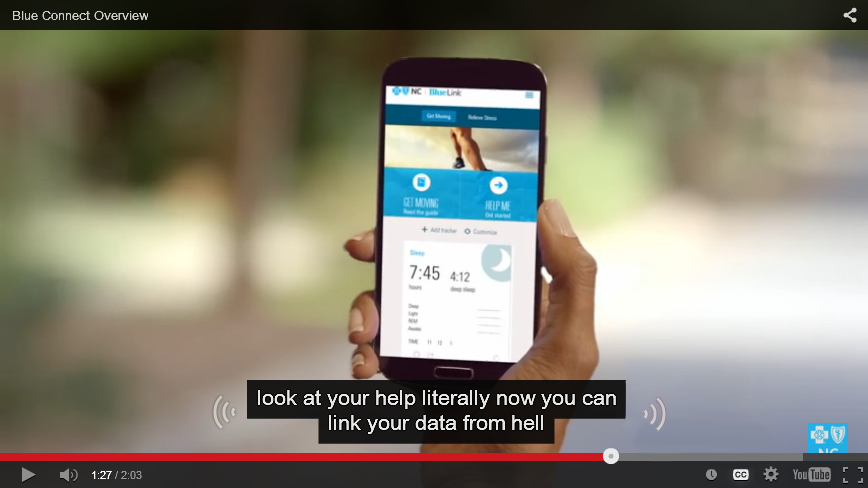 Blue Connect Overview
NC BlueLink
Get Moving Relieve Stress
GET MOVING
Read the guide
HELP ME
Get started
+ Add tracker Customize
Sleep
7:45 4:12
hours deep sleep
Deep
Light
REM
Awake
TIME 11 12 1
look at your help literally now you can
link your data from hell
NC
1:27 / 2:03
CC
YouTube